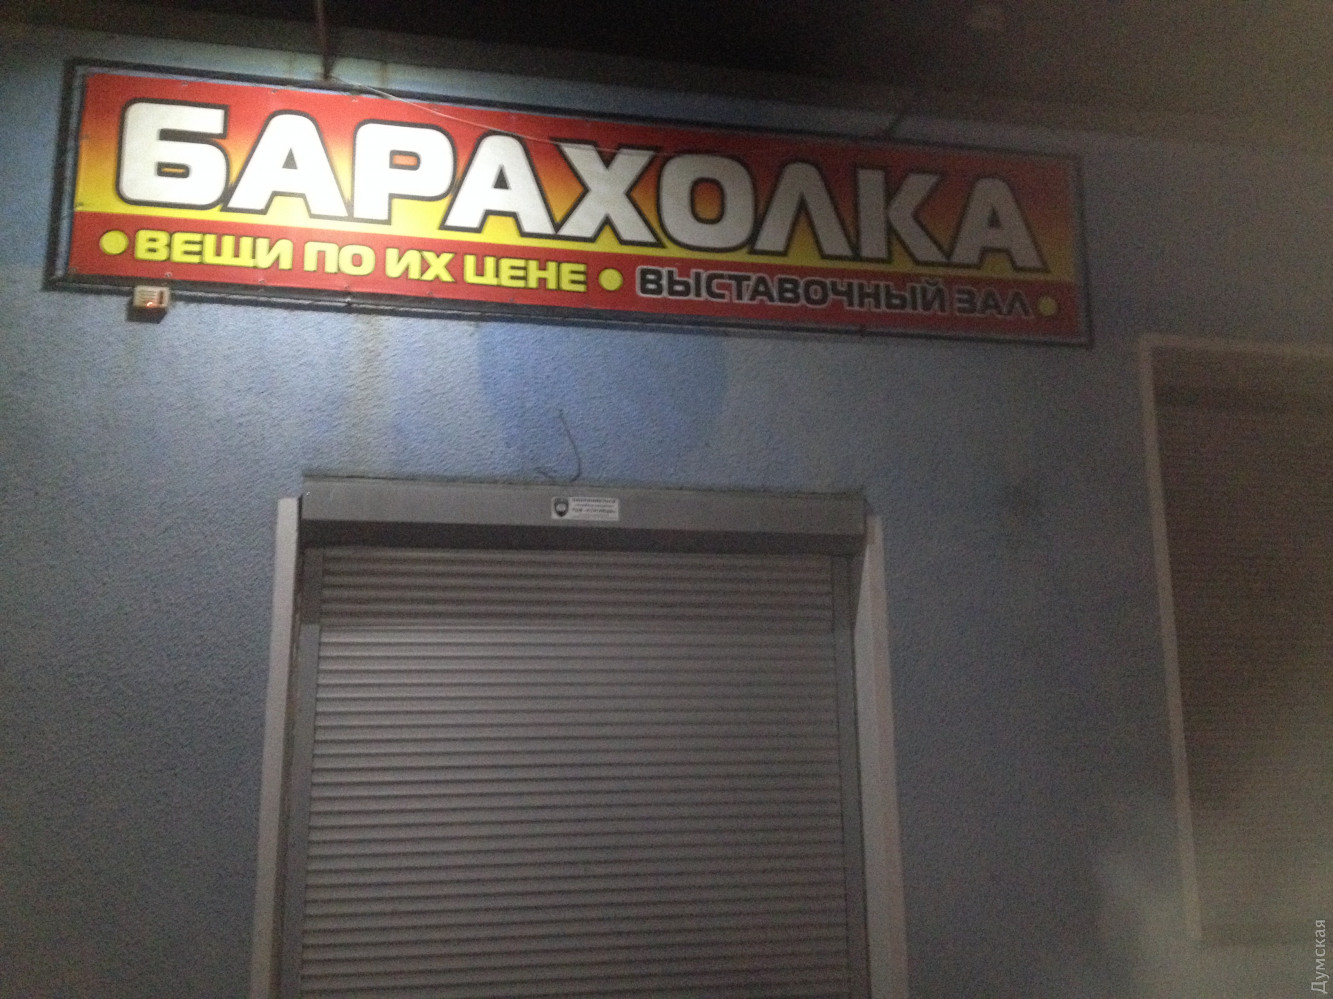 БАРАХОЛКА
• ВЕЩИ ПО ИХ ЦЕНЕ • ВЫСТАВОЧНЫЙ ЗАЛ •
Думская